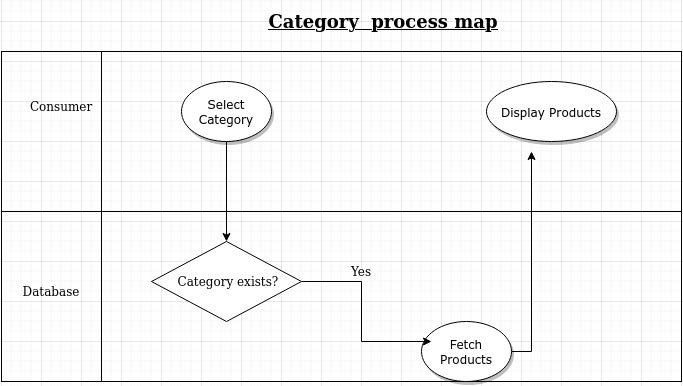 Category process map
Consumer
Select
Category
Display Products
Database
Category exists?
Yes
Fetch
Products